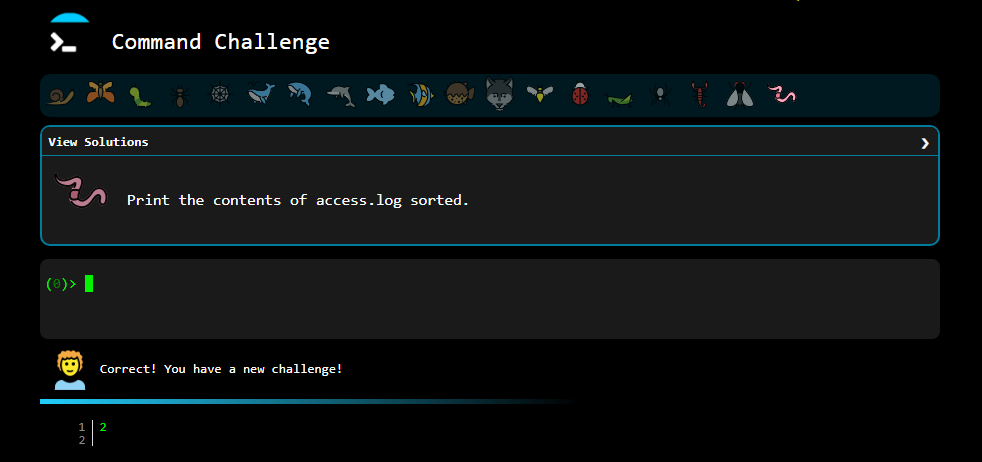 Command Challenge
View Solutions
Print the contents of access.log sorted.
(0)>
Correct! You have a new challenge!
1 2
2